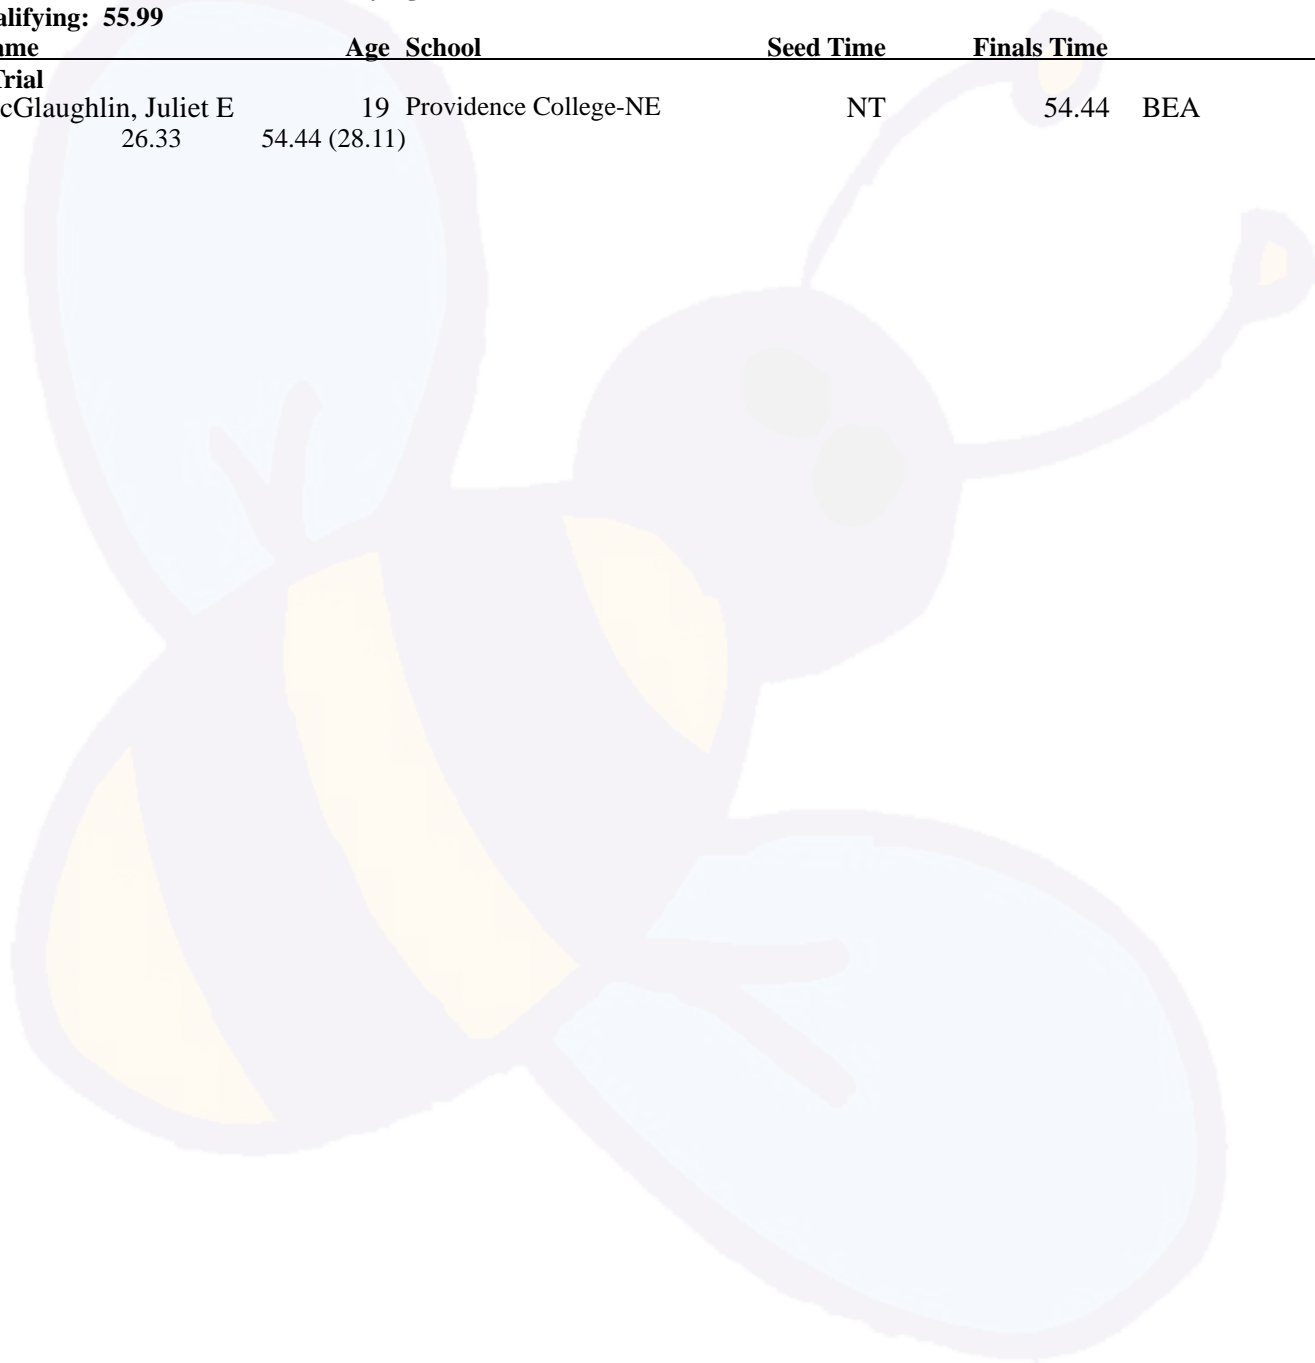 alifying: 55.99
ame Age School Seed Time Finals Time
Trial
cGlaughlin, Juliet E 19 Providence College-NE NT 54.44 BEA
26.33 54.44 (28.11)